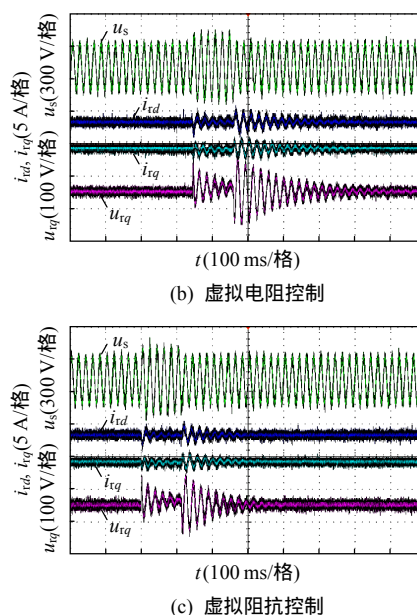 u_s
i_rd
i_rq
u_rq
i_rd, i_rq(5 A/格)
u_rq(100 V/格) u_s(300 V/格)
t(100 ms/格)
(b) 虚拟电阻控制
u_s
i_rd
i_rq
u_rq
i_rd, i_rq(5 A/格)
u_rq(100 V/格) u_s(300 V/格)
t(100 ms/格)
(c) 虚拟阻抗控制